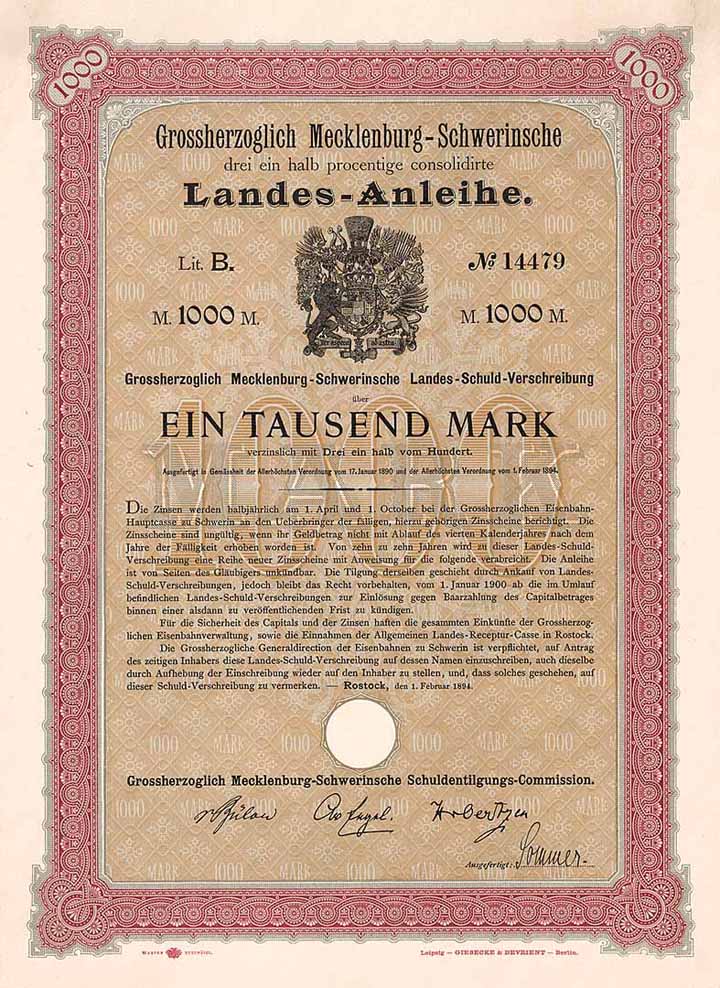 1000 1000
Grossherzoglich Mecklenburg-Schwerinsche
drei ein halb procentige consolidirte
Landes-Anleihe.
Lit. B. № 14479
M. 1000 M. M. 1000 M.
per aspera ad astra
Grossherzoglich Mecklenburg-Schwerinsche Landes-Schuld-Verschreibung
über
EIN TAUSEND MARK
verzinslich mit Drei ein halb vom Hundert.
Ausgefertigt in Gemässheit der Allerhöchsten Verordnung vom 17. Januar 1890 und der Allerhöchsten Verordnung vom 1. Februar 1894.
Die Zinsen werden halbjährlich am 1. April und 1. October bei der Grossherzoglichen Eisenbahn-
Hauptcasse zu Schwerin an den Ueberbringer der fälligen, hierzu gehörigen Zinsscheine berichtigt. Die
Zinsscheine sind ungültig, wenn ihr Geldbetrag nicht mit Ablauf des vierten Kalenderjahres nach dem
Jahre der Fälligkeit erhoben worden ist. Von zehn zu zehn Jahren wird zu dieser Landes-Schuld-
Verschreibung eine Reihe neuer Zinsscheine mit Anweisung für die folgende verabreicht. Die Anleihe
ist von Seiten des Gläubigers unkündbar. Die Tilgung derselben geschieht durch Ankauf von Landes-
Schuld-Verschreibungen, jedoch bleibt das Recht vorbehalten, vom 1. Januar 1900 ab die im Umlauf
befindlichen Landes-Schuld-Verschreibungen zur Einlösung gegen Baarzahlung des Capitalbetrages
binnen einer alsdann zu veröffentlichenden Frist zu kündigen.
Für die Sicherheit des Capitals und der Zinsen haften die gesammten Einkünfte der Grossherzog-
lichen Eisenbahnverwaltung, sowie die Einnahmen der Allgemeinen Landes-Receptur-Casse in Rostock.
Die Grossherzogliche Generaldirection der Eisenbahnen zu Schwerin ist verpflichtet, auf Antrag
des zeitigen Inhabers diese Landes-Schuld-Verschreibung auf dessen Namen einzuschreiben, auch dieselbe
durch Aufhebung der Einschreibung wieder auf den Inhaber zu stellen, und, dass solches geschehen, auf
dieser Schuld-Verschreibung zu vermerken. — Rostock, den 1. Februar 1894.
Grossherzoglich Mecklenburg-Schwerinsche Schuldentilgungs-Commission.
v Bülow
Ausgefertigt: Sommer.
Leipzig — GIESECKE & DEVRIENT — Berlin.